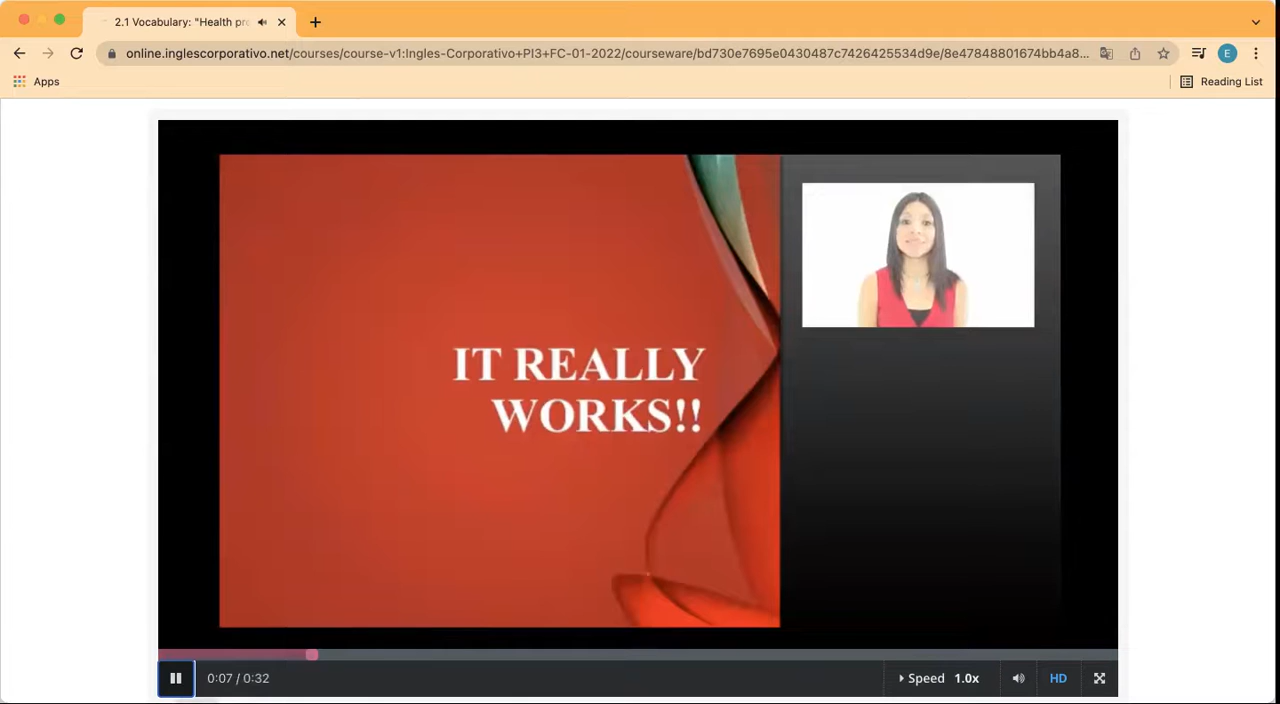 2.1 Vocabulary: "Health pre
online.inglescorporativo.net/courses/course-v1:Ingles-Corporativo+PI3+FC-01-2022/courseware/bd730e7695e0430487c7426425534d9e/8e47848801674bb4a8...
E
Apps
Reading List
IT REALLY
WORKS!!
0:07 / 0:32
Speed 1.0x
HD